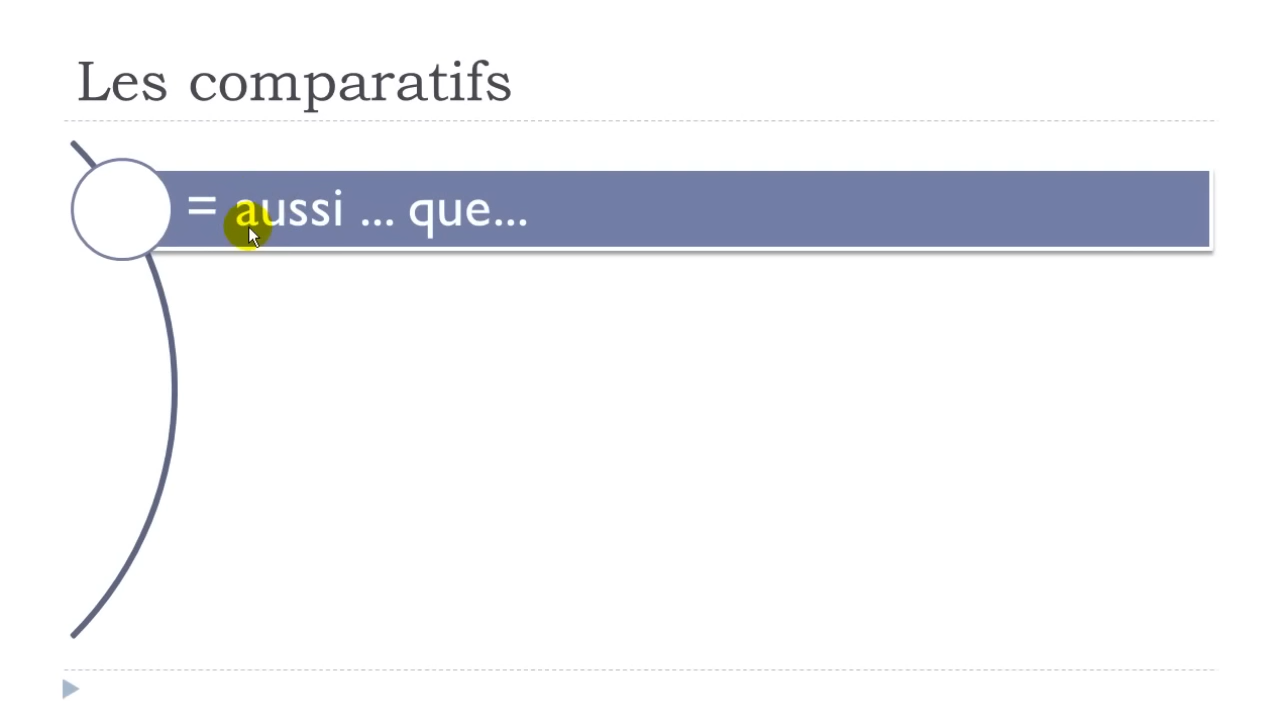 Les comparatifs
= aussi ... que...